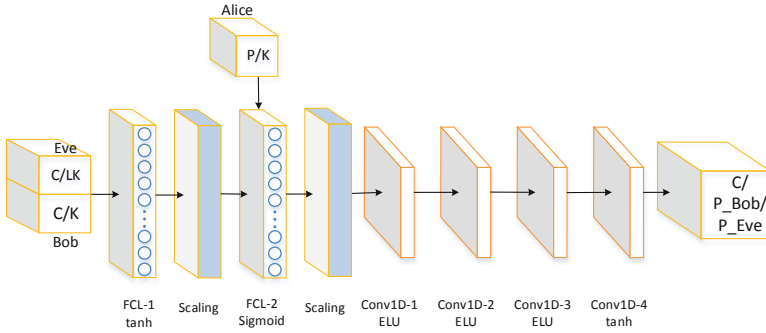 Alice
P/K
Eve
C/LK
C/K
Bob
C/
P_Bob/
P_Eve
FCL-1
tanh
Scaling
FCL-2
Sigmoid
Scaling
Conv1D-1
ELU
Conv1D-2
ELU
Conv1D-3
ELU
Conv1D-4
tanh